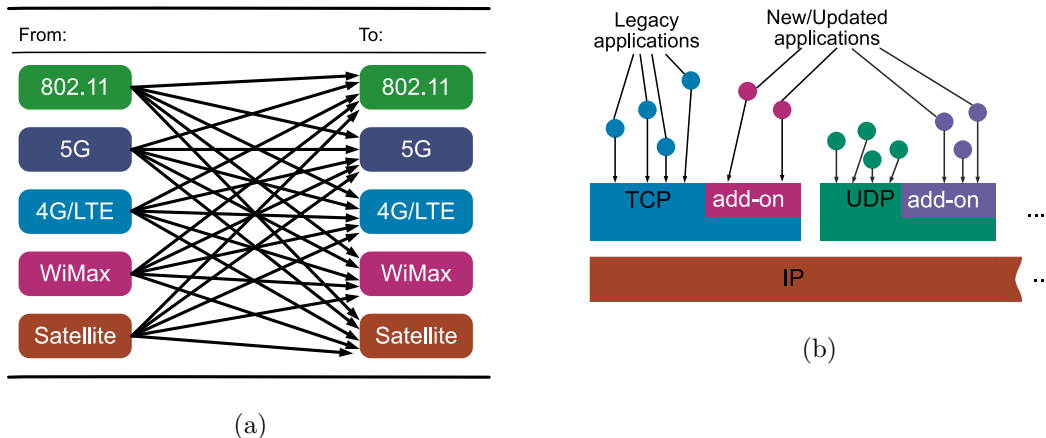 From: To:
802.11 802.11
5G 5G
4G/LTE 4G/LTE
WiMax WiMax
Satellite Satellite
(a)
Legacy
applications
New/Updated
applications
TCP add-on UDP add-on ...
IP ..
(b)